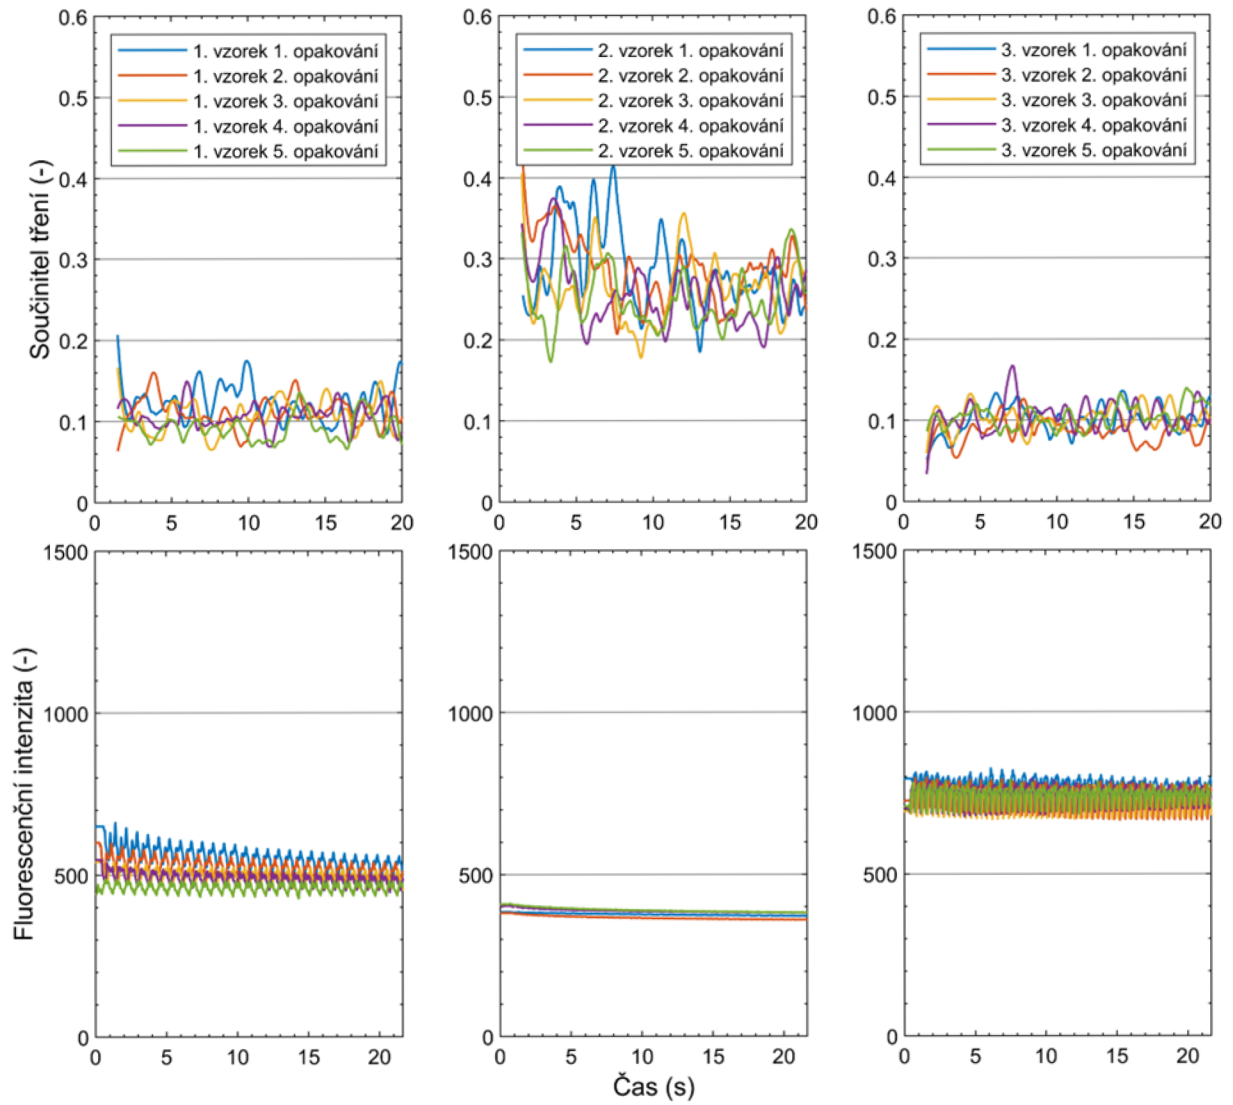 Součinitel tření (-)
0.6
0.5
0.4
0.3
0.2
0.1
0
1. vzorek 1. opakování
1. vzorek 2. opakování
1. vzorek 3. opakování
1. vzorek 4. opakování
1. vzorek 5. opakování
0 5 10 15 20
0.6
0.5
0.4
0.3
0.2
0.1
0
2. vzorek 1. opakování
2. vzorek 2. opakování
2. vzorek 3. opakování
2. vzorek 4. opakování
2. vzorek 5. opakování
0 5 10 15 20
0.6
0.5
0.4
0.3
0.2
0.1
0
3. vzorek 1. opakování
3. vzorek 2. opakování
3. vzorek 3. opakování
3. vzorek 4. opakování
3. vzorek 5. opakování
0 5 10 15 20
Fluorescenční intenzita (-)
1500
1000
500
0
0 5 10 15 20
1500
1000
500
0
0 5 10 15 20
1500
1000
500
0
0 5 10 15 20
Čas (s)